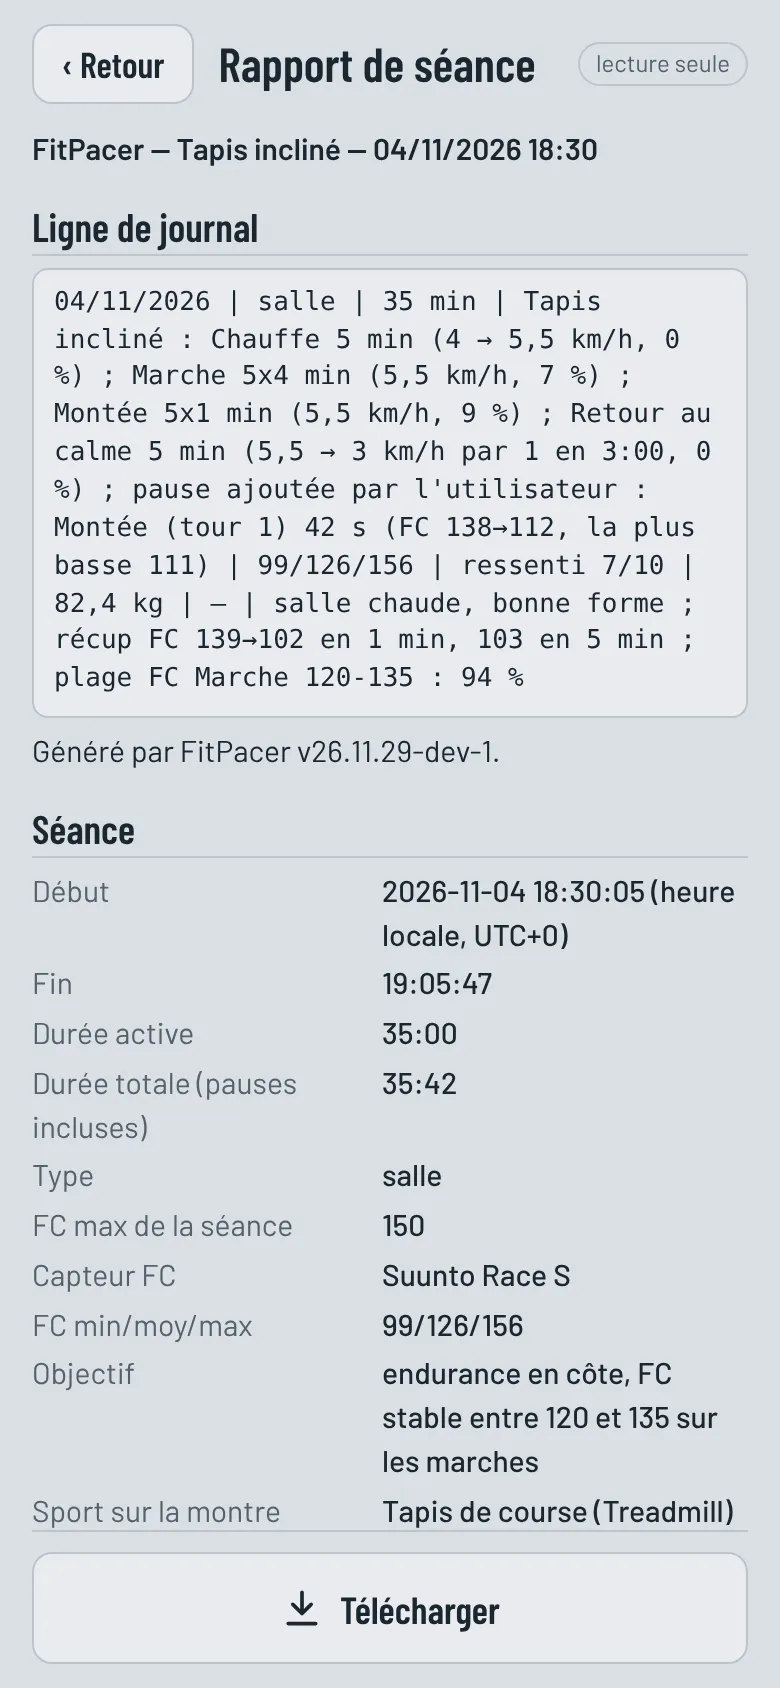 ‹ Retour
Rapport de séance
lecture seule
FitPacer — Tapis incliné — 04/11/2026 18:30
Ligne de journal
04/11/2026 | salle | 35 min | Tapis
incliné : Chauffe 5 min (4 → 5,5 km/h, 0
%) ; Marche 5x4 min (5,5 km/h, 7 %) ;
Montée 5x1 min (5,5 km/h, 9 %) ; Retour au
calme 5 min (5,5 → 3 km/h par 1 en 3:00, 0
%) ; pause ajoutée par l'utilisateur :
Montée (tour 1) 42 s (FC 138→112, la plus
basse 111) | 99/126/156 | ressenti 7/10 |
82,4 kg | — | salle chaude, bonne forme ;
récup FC 139→102 en 1 min, 103 en 5 min ;
plage FC Marche 120-135 : 94 %
Généré par FitPacer v26.11.29-dev-1.
Séance
Début 2026-11-04 18:30:05 (heure
locale, UTC+0)
Fin 19:05:47
Durée active 35:00
Durée totale (pauses 35:42
incluses)
Type salle
FC max de la séance 150
Capteur FC Suunto Race S
FC min/moy/max 99/126/156
Objectif endurance en côte, FC
stable entre 120 et 135 sur
les marches
Sport sur la montre Tapis de course (Treadmill)
Télécharger